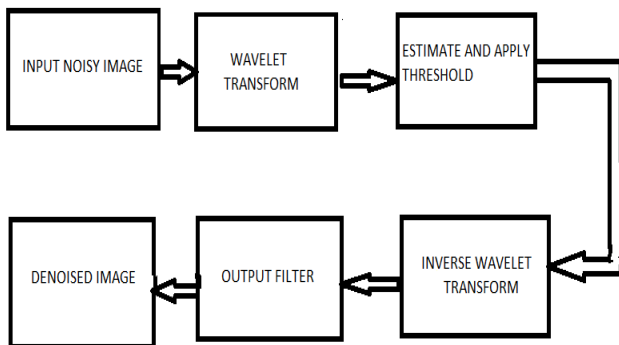 INPUT NOISY IMAGE
WAVELET
TRANSFORM
ESTIMATE AND APPLY
THRESHOLD
INVERSE WAVELET
TRANSFORM
OUTPUT FILTER
DENOISED IMAGE